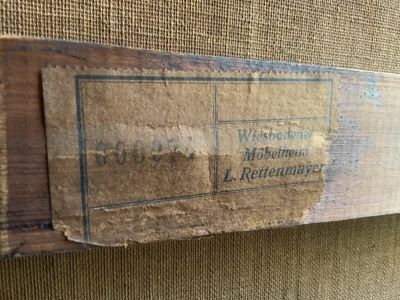 Wiesbadener
Möbelheim
L. Rettenmayer